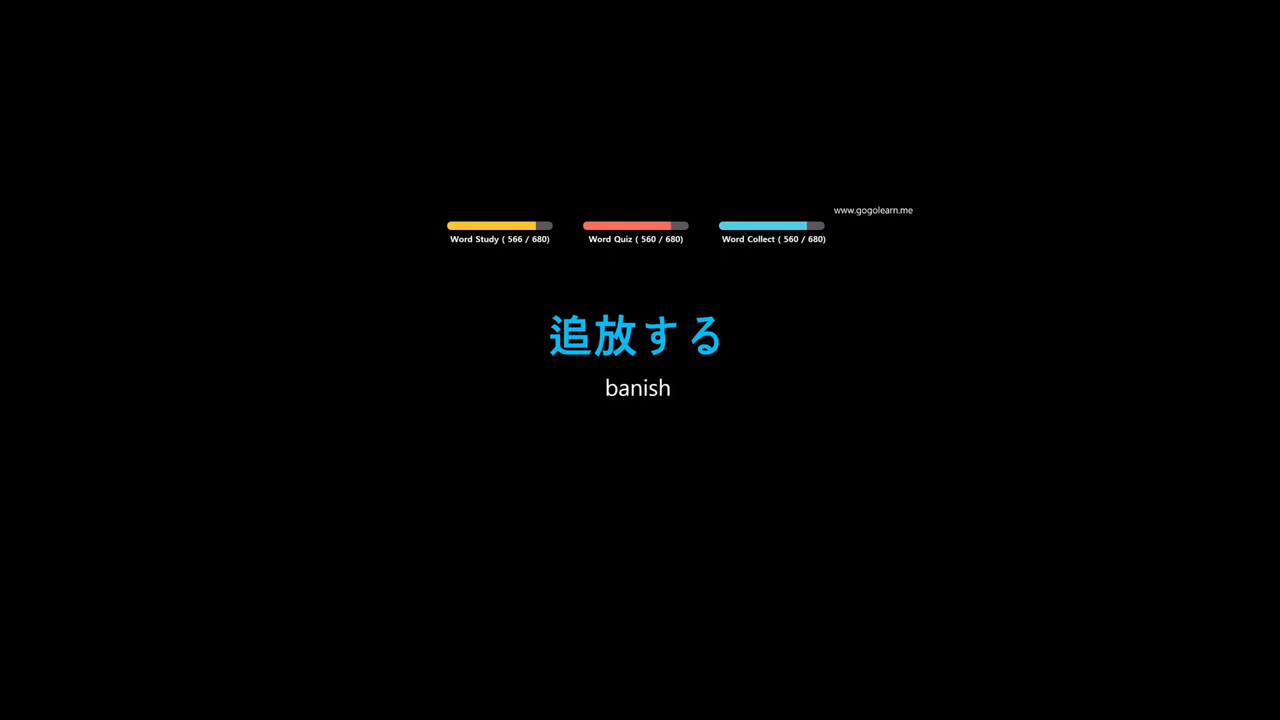 www.gogolearn.me
Word Study ( 566 / 680)
Word Quiz ( 560 / 680)
Word Collect ( 560 / 680)
追放する
banish